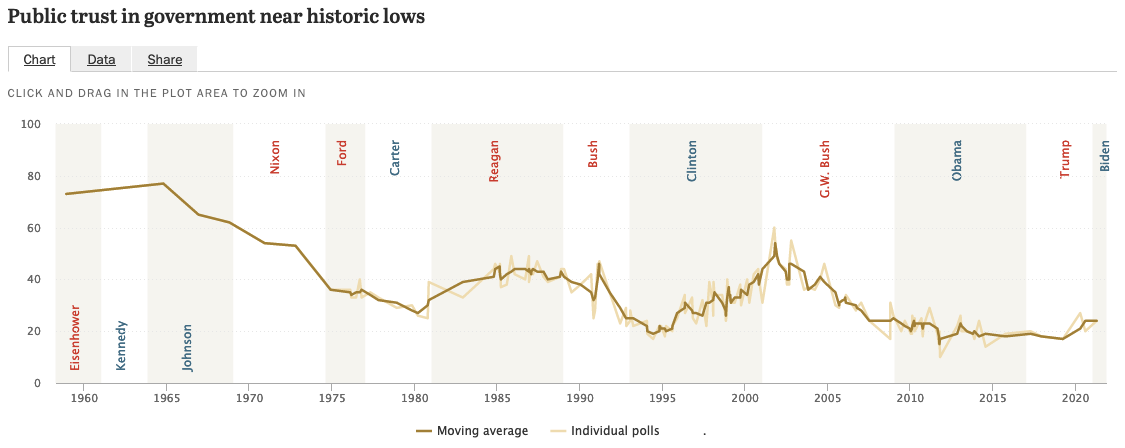 Public trust in government near historic lows
Chart Data Share
CLICK AND DRAG IN THE PLOT AREA TO ZOOM IN
100
80
60
40
20
0
Eisenhower
Kennedy
Johnson
Nixon
Ford
Carter
Reagan
Bush
Clinton
G.W. Bush
Obama
Trump
Biden
1960 1965 1970 1975 1980 1985 1990 1995 2000 2005 2010 2015 2020
Moving average Individual polls .